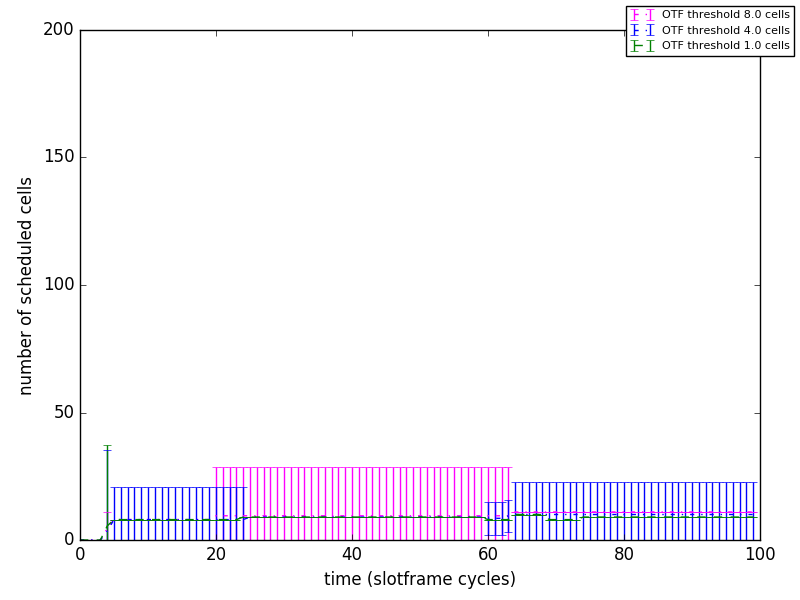 OTF threshold 8.0 cells
OTF threshold 4.0 cells
OTF threshold 1.0 cells
200
150
100
50
0
number of scheduled cells
0 20 40 60 80 100
time (slotframe cycles)